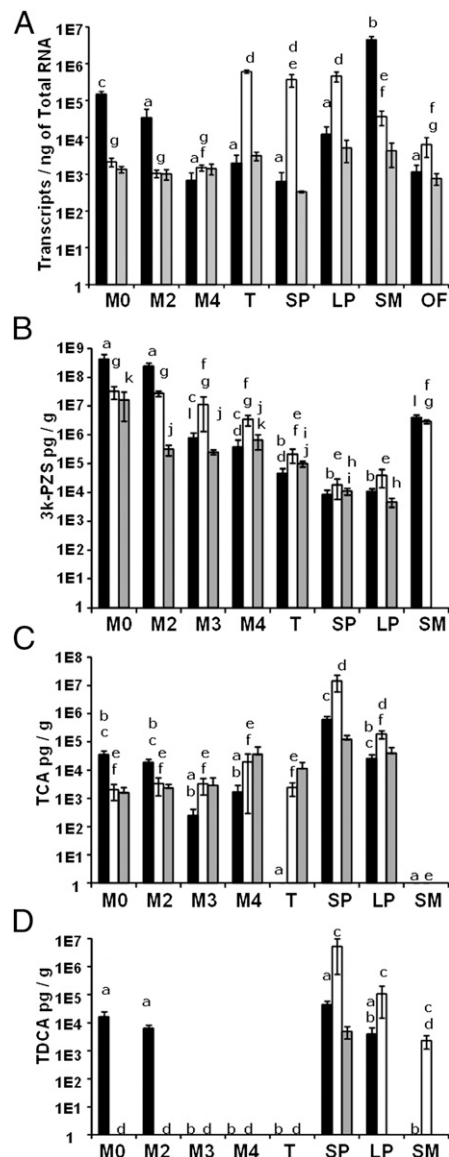 A
Transcripts / ng of Total RNA
1E7
1E6
1E5
1E4
1E3
1E2
1E1
1
c g a g a g f a d a d e a d b e f a f g
M0 M2 M4 T SP LP SM OF
B
3k-PZS pg / g
1E9
1E8
1E7
1E6
1E5
1E4
1E3
1E2
1E1
1
a g k a g j c l f g j c d f g j k b d e f i j b e h i b e h l f g
M0 M2 M3 M4 T SP LP SM
C
TCA pg / g
1E8
1E7
1E6
1E5
1E4
1E3
1E2
1E1
1
b c e f b c e f a b e f a b e f a e f c d b c d f a e
M0 M2 M3 M4 T SP LP SM
D
TDCA pg / g
1E7
1E6
1E5
1E4
1E3
1E2
1E1
1
a d a d b d b d b d a c a b c b c d
M0 M2 M3 M4 T SP LP SM